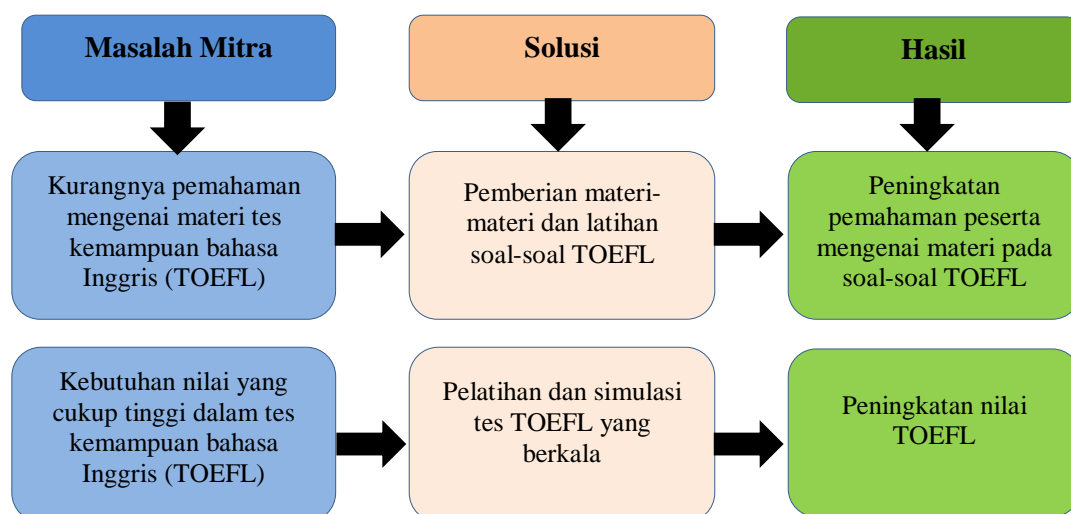 Masalah Mitra
Solusi
Hasil
Kurangnya pemahaman
mengenai materi tes
kemampuan bahasa
Inggris (TOEFL)
Pemberian materi-
materi dan latihan
soal-soal TOEFL
Peningkatan
pemahaman peserta
mengenai materi pada
soal-soal TOEFL
Kebutuhan nilai yang
cukup tinggi dalam tes
kemampuan bahasa
Inggris (TOEFL)
Pelatihan dan simulasi
tes TOEFL yang
berkala
Peningkatan nilai
TOEFL